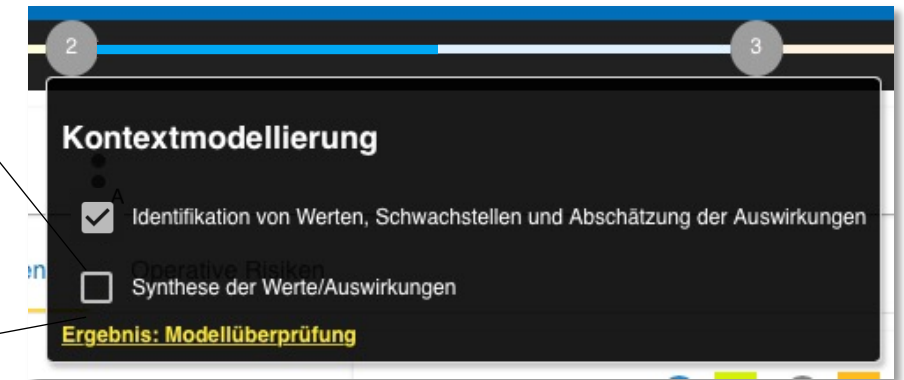 2
3
Kontextmodellierung
A
Identifikation von Werten, Schwachstellen und Abschätzung der Auswirkungen
en
Operative Risiken
Synthese der Werte/Auswirkungen
Ergebnis: Modellüberprüfung